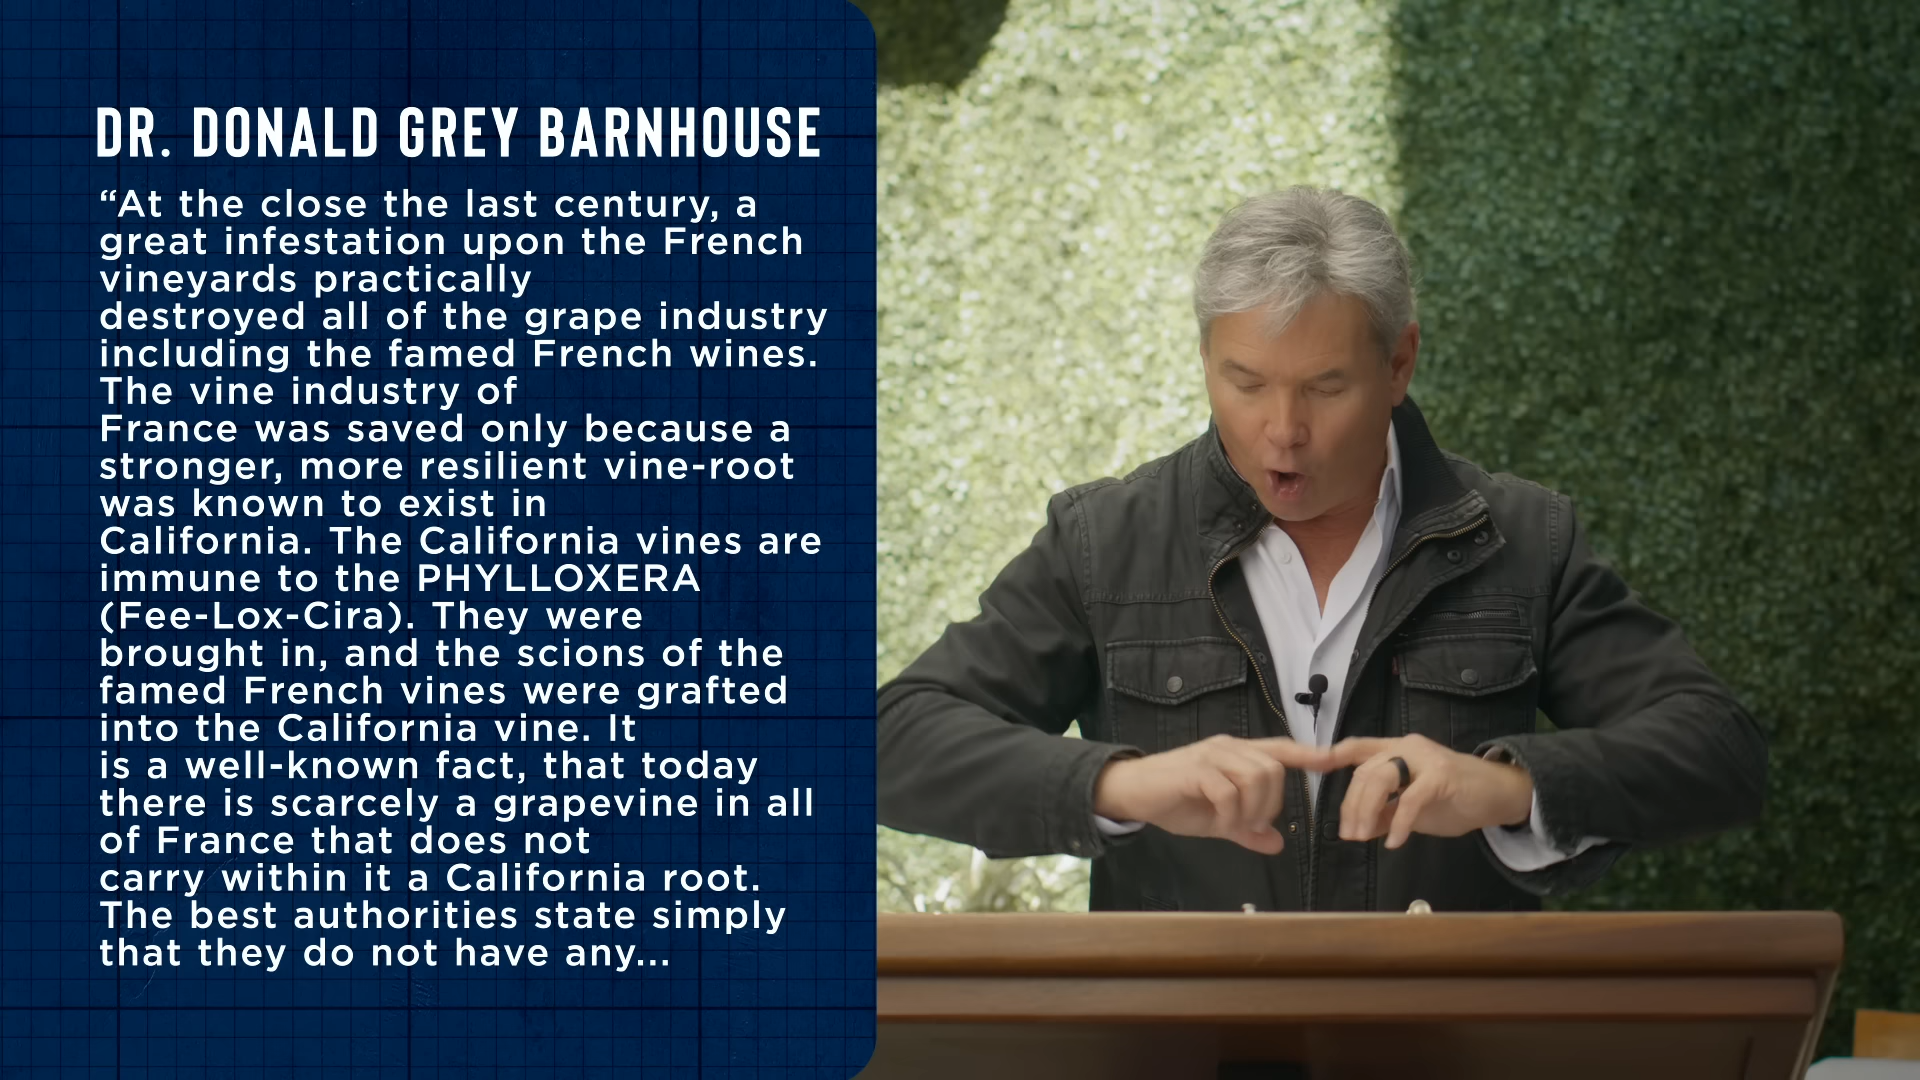 DR. DONALD GREY BARNHOUSE
“At the close the last century, a
great infestation upon the French
vineyards practically
destroyed all of the grape industry
including the famed French wines.
The vine industry of
France was saved only because a
stronger, more resilient vine-root
was known to exist in
California. The California vines are
immune to the PHYLLOXERA
(Fee-Lox-Cira). They were
brought in, and the scions of the
famed French vines were grafted
into the California vine. It
is a well-known fact, that today
there is scarcely a grapevine in all
of France that does not
carry within it a California root.
The best authorities state simply
that they do not have any...